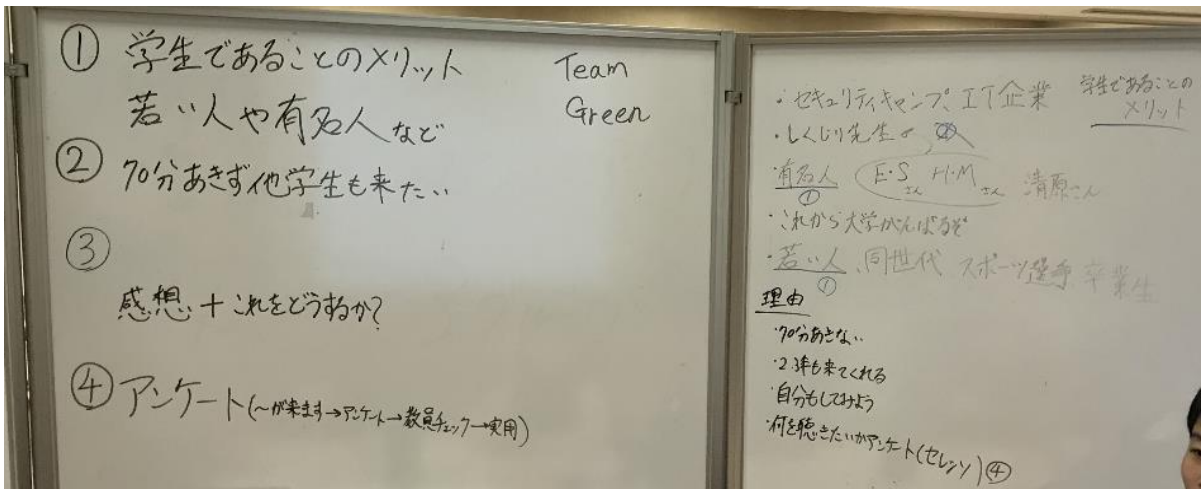 ① 学生であることのメリット
若い人や有名人など
Team
Green
② 70分あきず他学生も来たい
③
感想 + これをどうするか?
④ アンケート(〜が来ます→アンケート→教員チェック→実用)
・セキュリティキャンプ、IT企業
学生であることの
メリット
・しくじり先生
・有名人 E・Sさん H・Mさん 清原さん
①
・これから大学がんばるぞ
・若い人、同世代 スポーツ選手 卒業生
①
理由
・70分あきない
・2.3年も来てくれる
・自分もしてみよう
・何を聴きたいかアンケート(セレッソ)④